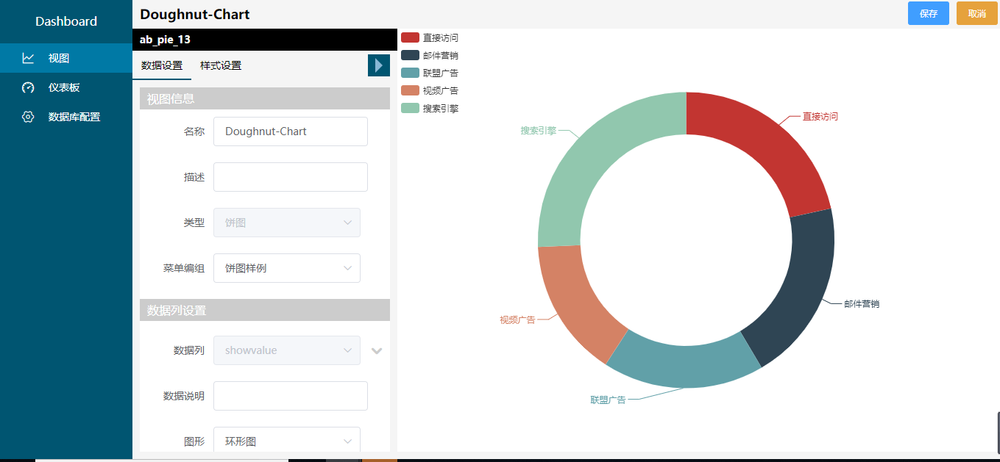 Dashboard
视图
仪表板
数据库配置
Doughnut-Chart
保存
取消
ab_pie_13
数据设置
样式设置
视图信息
名称
Doughnut-Chart
描述
类型
饼图
菜单编组
饼图样例
数据列设置
数据列
showvalue
数据说明
图形
环形图
直接访问
邮件营销
联盟广告
视频广告
搜索引擎
直接访问
搜索引擎
邮件营销
视频广告
联盟广告